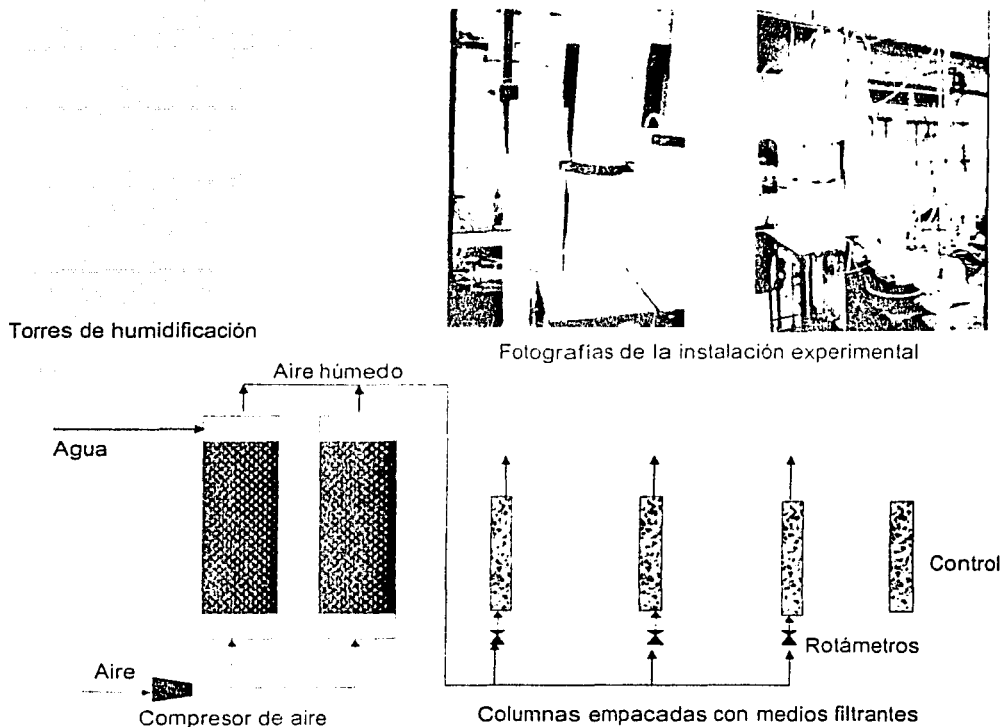 Torres de humidificación
Fotografías de la instalación experimental
Aire húmedo
Agua
Control
Rotámetros
Aire
Compresor de aire
Columnas empacadas con medios filtrantes